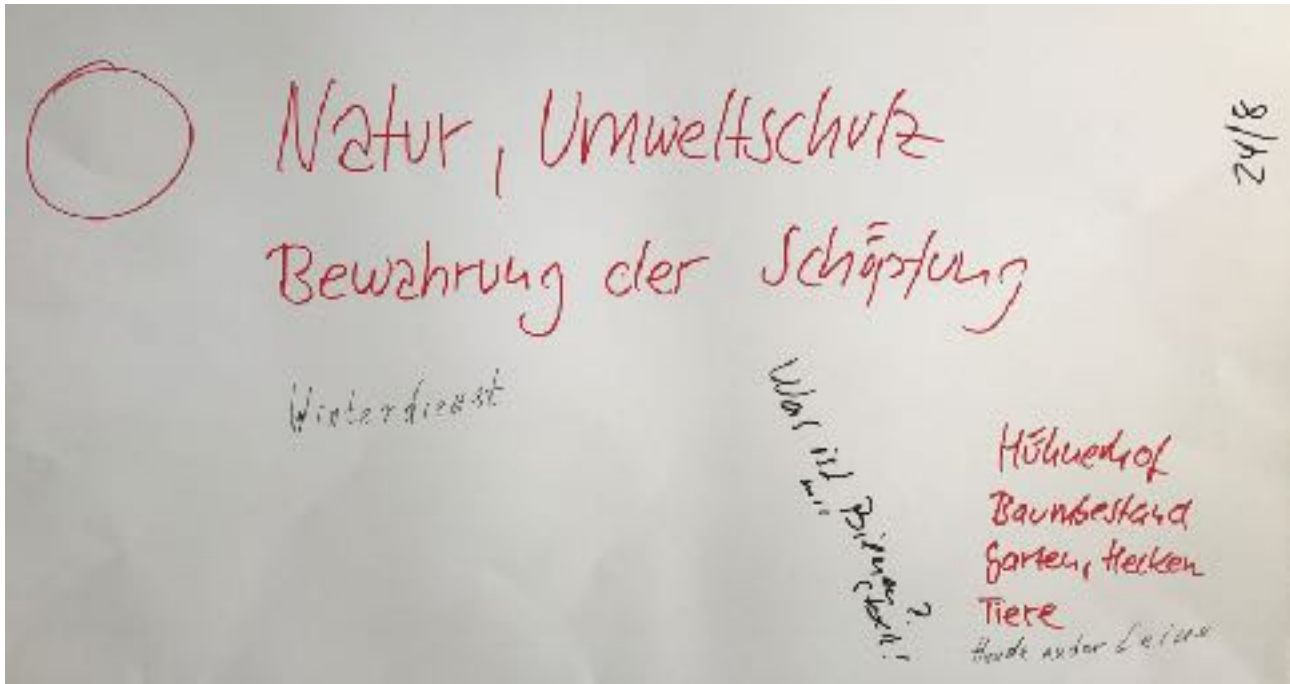 Natur, Umweltschutz
24/8
Bewahrung der Schöpfung
Winterdienst
Was ist
mit Bienen?
Hühnerhof
Baumbestand
Garten, Hecken
Tiere
Hunde an der Leine